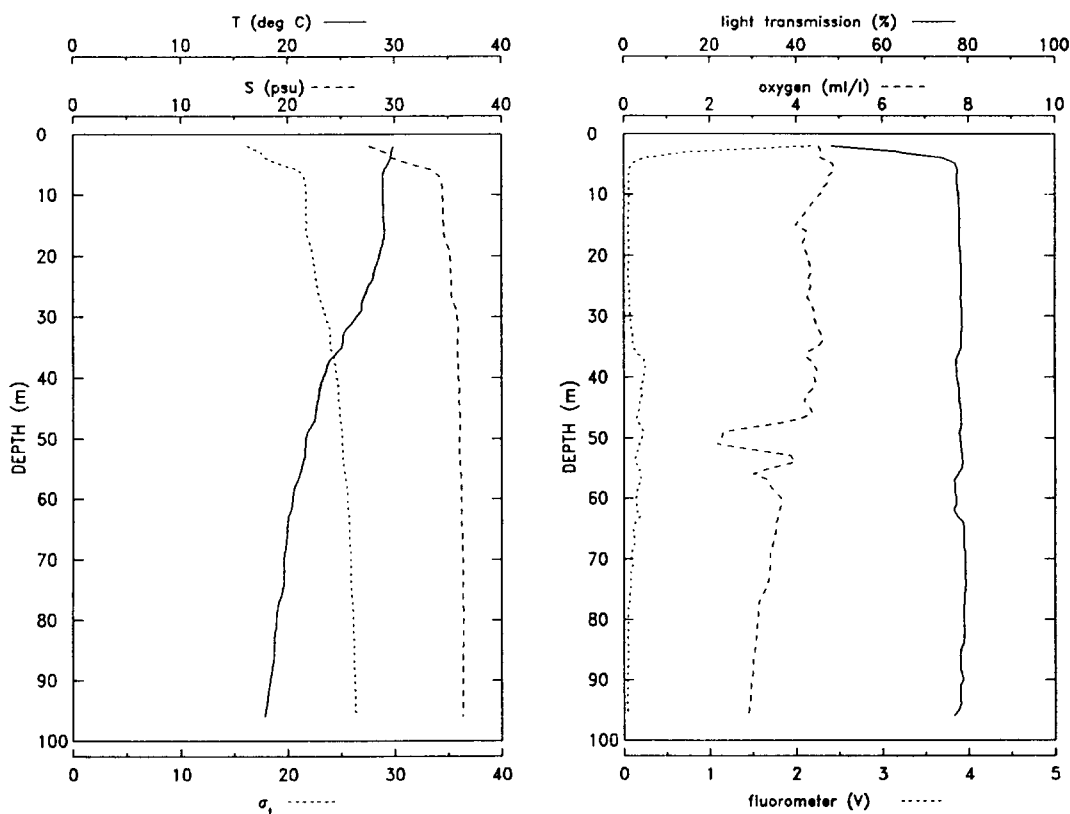 T (deg C)
0 10 20 30 40
S (psu)
0 10 20 30 40
0
10
20
30
40
50
60
70
80
90
100
DEPTH (m)
0 10 20 30 40
σt
light transmission (%)
0 20 40 60 80 100
oxygen (ml/l)
0 2 4 6 8 10
0
10
20
30
40
50
60
70
80
90
100
DEPTH (m)
0 1 2 3 4 5
fluorometer (V)